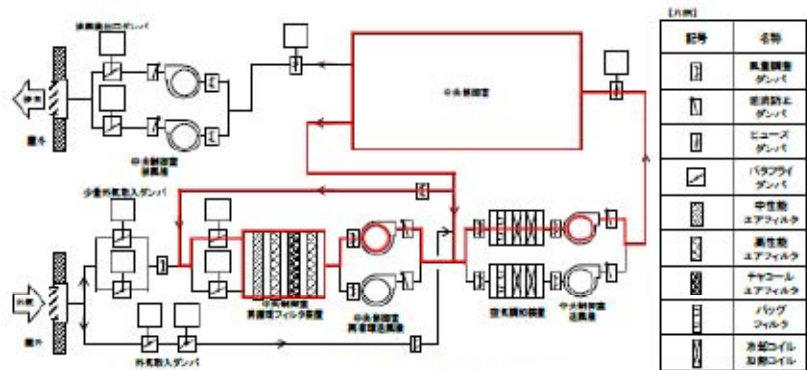 【凡例】
記号 名称
風量調整
ダンパ
逆流防止
ダンパ
ヒューズ
ダンパ
バタフライ
ダンパ
中性能
エアフィルタ
高性能
エアフィルタ
チャコール
エアフィルタ
バッグ
フィルタ
冷却コイル
加熱コイル
排風機出口ダンパ
排気
屋外
中央制御室
排風機
中央制御室
少量外気取入ダンパ
外気
屋外
外気取入ダンパ
中央制御室
再循環フィルタ装置
中央制御室
再循環送風機
空気調和装置
中央制御室
送風機